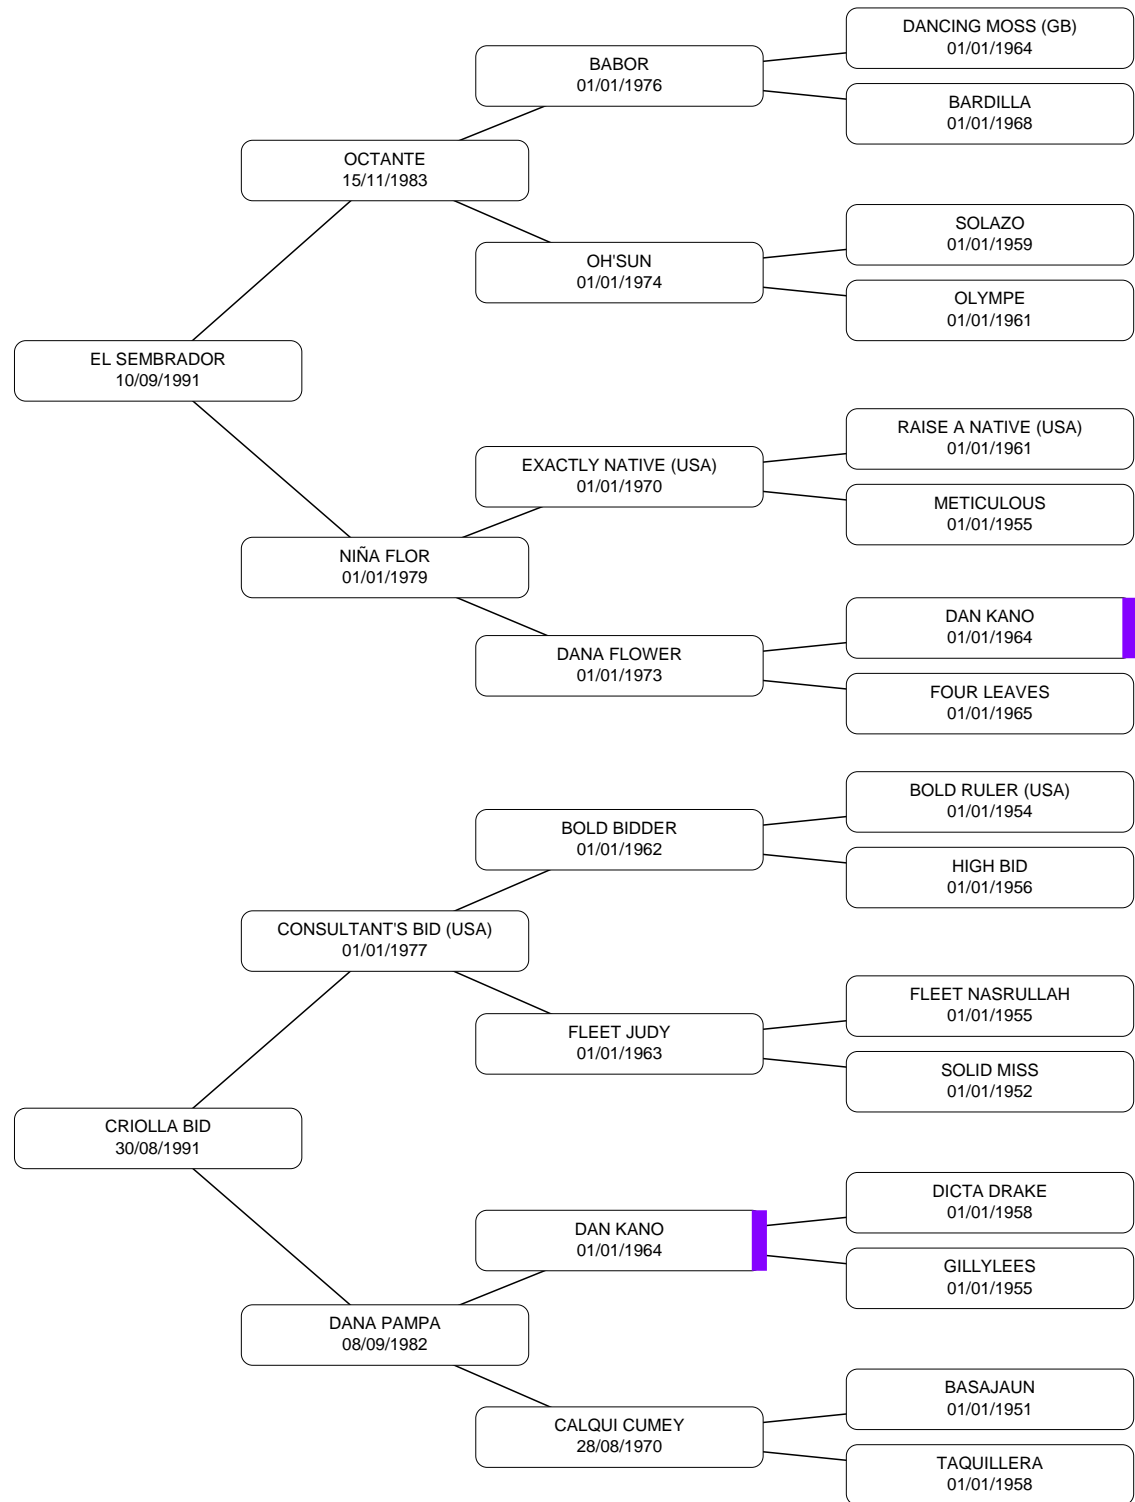 DANCING MOSS (GB)
01/01/1964
BABOR
01/01/1976
BARDILLA
01/01/1968
OCTANTE
15/11/1983
SOLAZO
01/01/1959
OH'SUN
01/01/1974
OLYMPE
01/01/1961
EL SEMBRADOR
10/09/1991
RAISE A NATIVE (USA)
01/01/1961
EXACTLY NATIVE (USA)
01/01/1970
METICULOUS
01/01/1955
NIÑA FLOR
01/01/1979
DAN KANO
01/01/1964
DANA FLOWER
01/01/1973
FOUR LEAVES
01/01/1965
BOLD RULER (USA)
01/01/1954
BOLD BIDDER
01/01/1962
HIGH BID
01/01/1956
CONSULTANT'S BID (USA)
01/01/1977
FLEET NASRULLAH
01/01/1955
FLEET JUDY
01/01/1963
SOLID MISS
01/01/1952
CRIOLLA BID
30/08/1991
DICTA DRAKE
01/01/1958
DAN KANO
01/01/1964
GILLYLEES
01/01/1955
DANA PAMPA
08/09/1982
BASAJAUN
01/01/1951
CALQUI CUMEY
28/08/1970
TAQUILLERA
01/01/1958